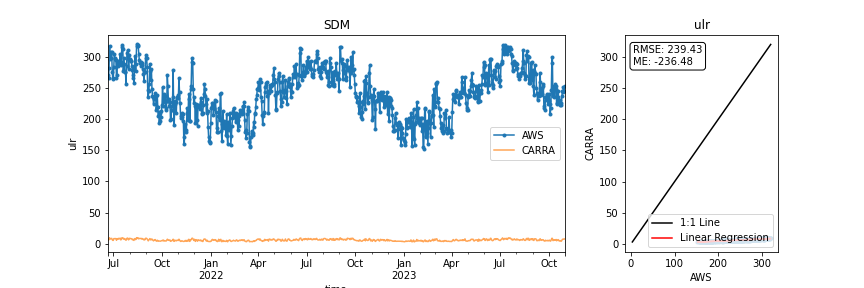 SDM
ulr
300
250
200
150
100
50
0
ulr
AWS
CARRA
Jul
Oct
Jan
2022
Apr
Jul
Oct
Jan
2023
Apr
Jul
Oct
time
ulr
RMSE: 239.43
ME: -236.48
300
250
200
150
100
50
0
CARRA
1:1 Line
Linear Regression
0
100
200
300
AWS